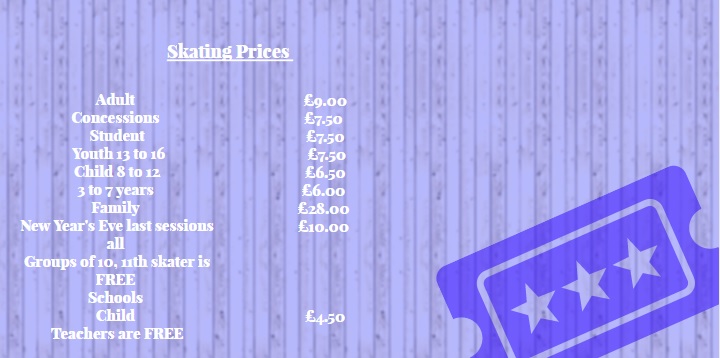 Skating Prices
Adult £9.00
Concessions £7.50
Student £7.50
Youth 13 to 16 £7.50
Child 8 to 12 £6.50
3 to 7 years £6.00
Family £28.00
New Year's Eve last sessions £10.00
all
Groups of 10, 11th skater is
FREE
Schools
Child £4.50
Teachers are FREE